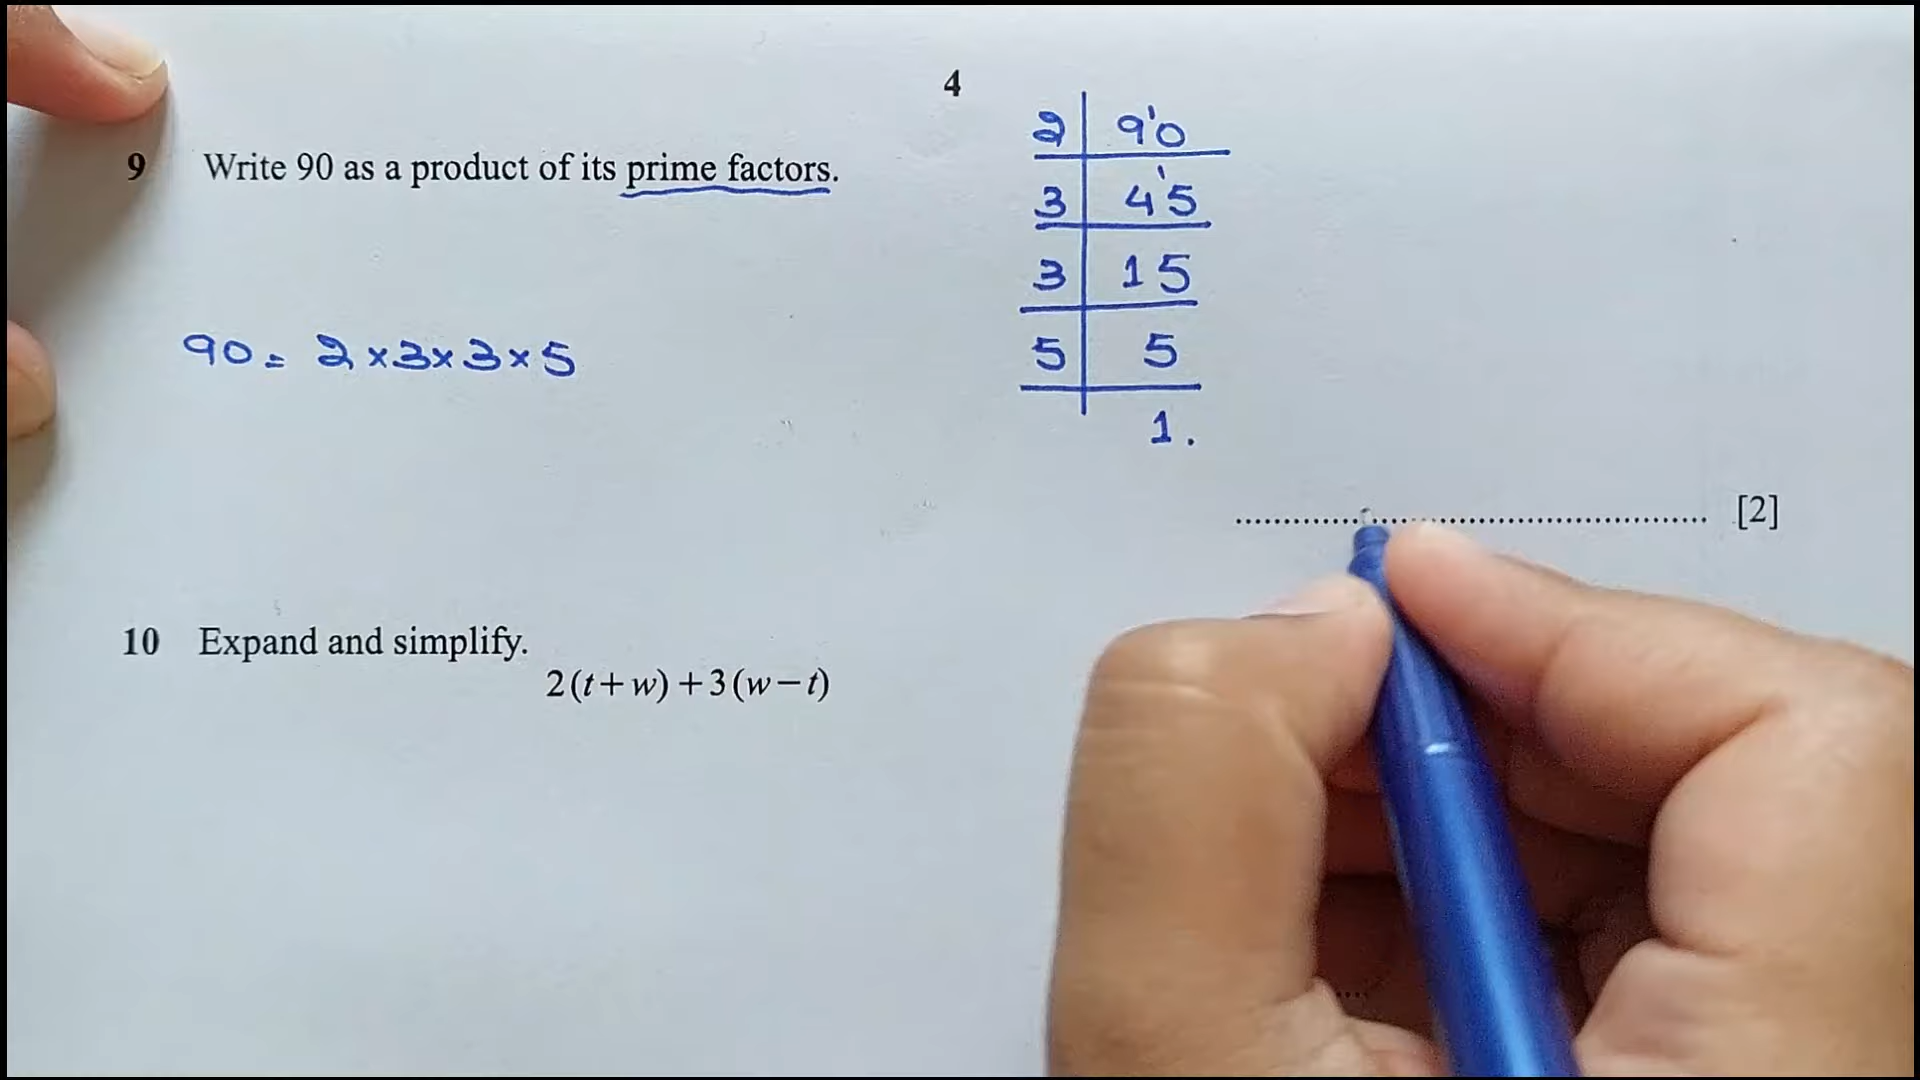 4
9 Write 90 as a product of its prime factors.
2 | 90
3 | 45
3 | 15
5 | 5
1.
90 = 2 × 3 × 3 × 5
.................................................. [2]
10 Expand and simplify.
2(t+w)+3(w−t)